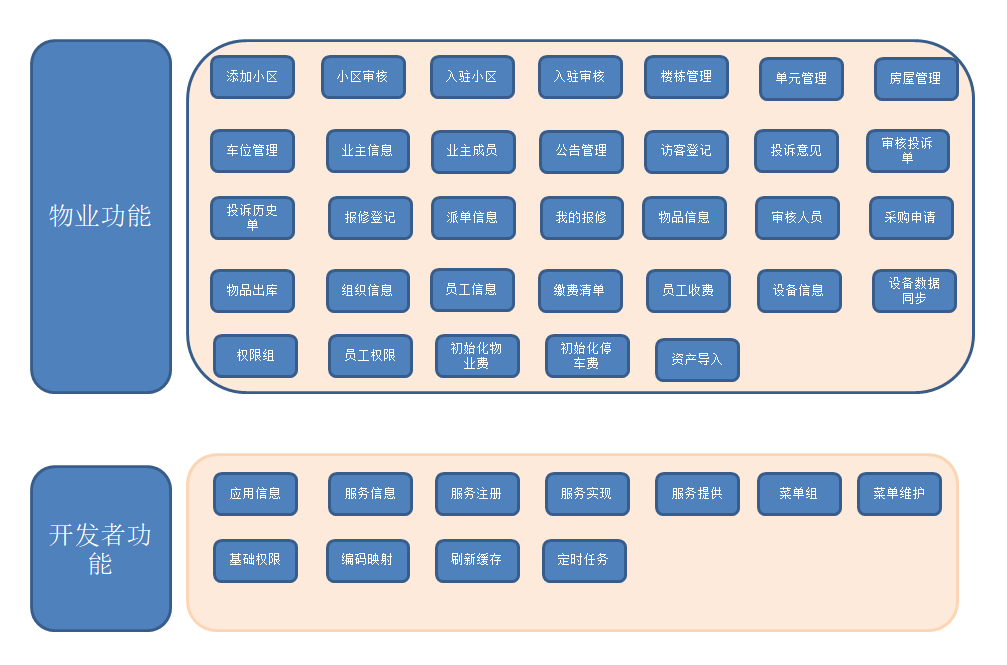 物业功能
添加小区
小区审核
入驻小区
入驻审核
楼栋管理
单元管理
房屋管理
车位管理
业主信息
业主成员
公告管理
访客登记
投诉意见
审核投诉
单
投诉历史
单
报修登记
派单信息
我的报修
物品信息
审核人员
采购申请
物品出库
组织信息
员工信息
缴费清单
员工收费
设备信息
设备数据
同步
权限组
员工权限
初始化物
业费
初始化停
车费
资产导入
开发者功
能
应用信息
服务信息
服务注册
服务实现
服务提供
菜单组
菜单维护
基础权限
编码映射
刷新缓存
定时任务